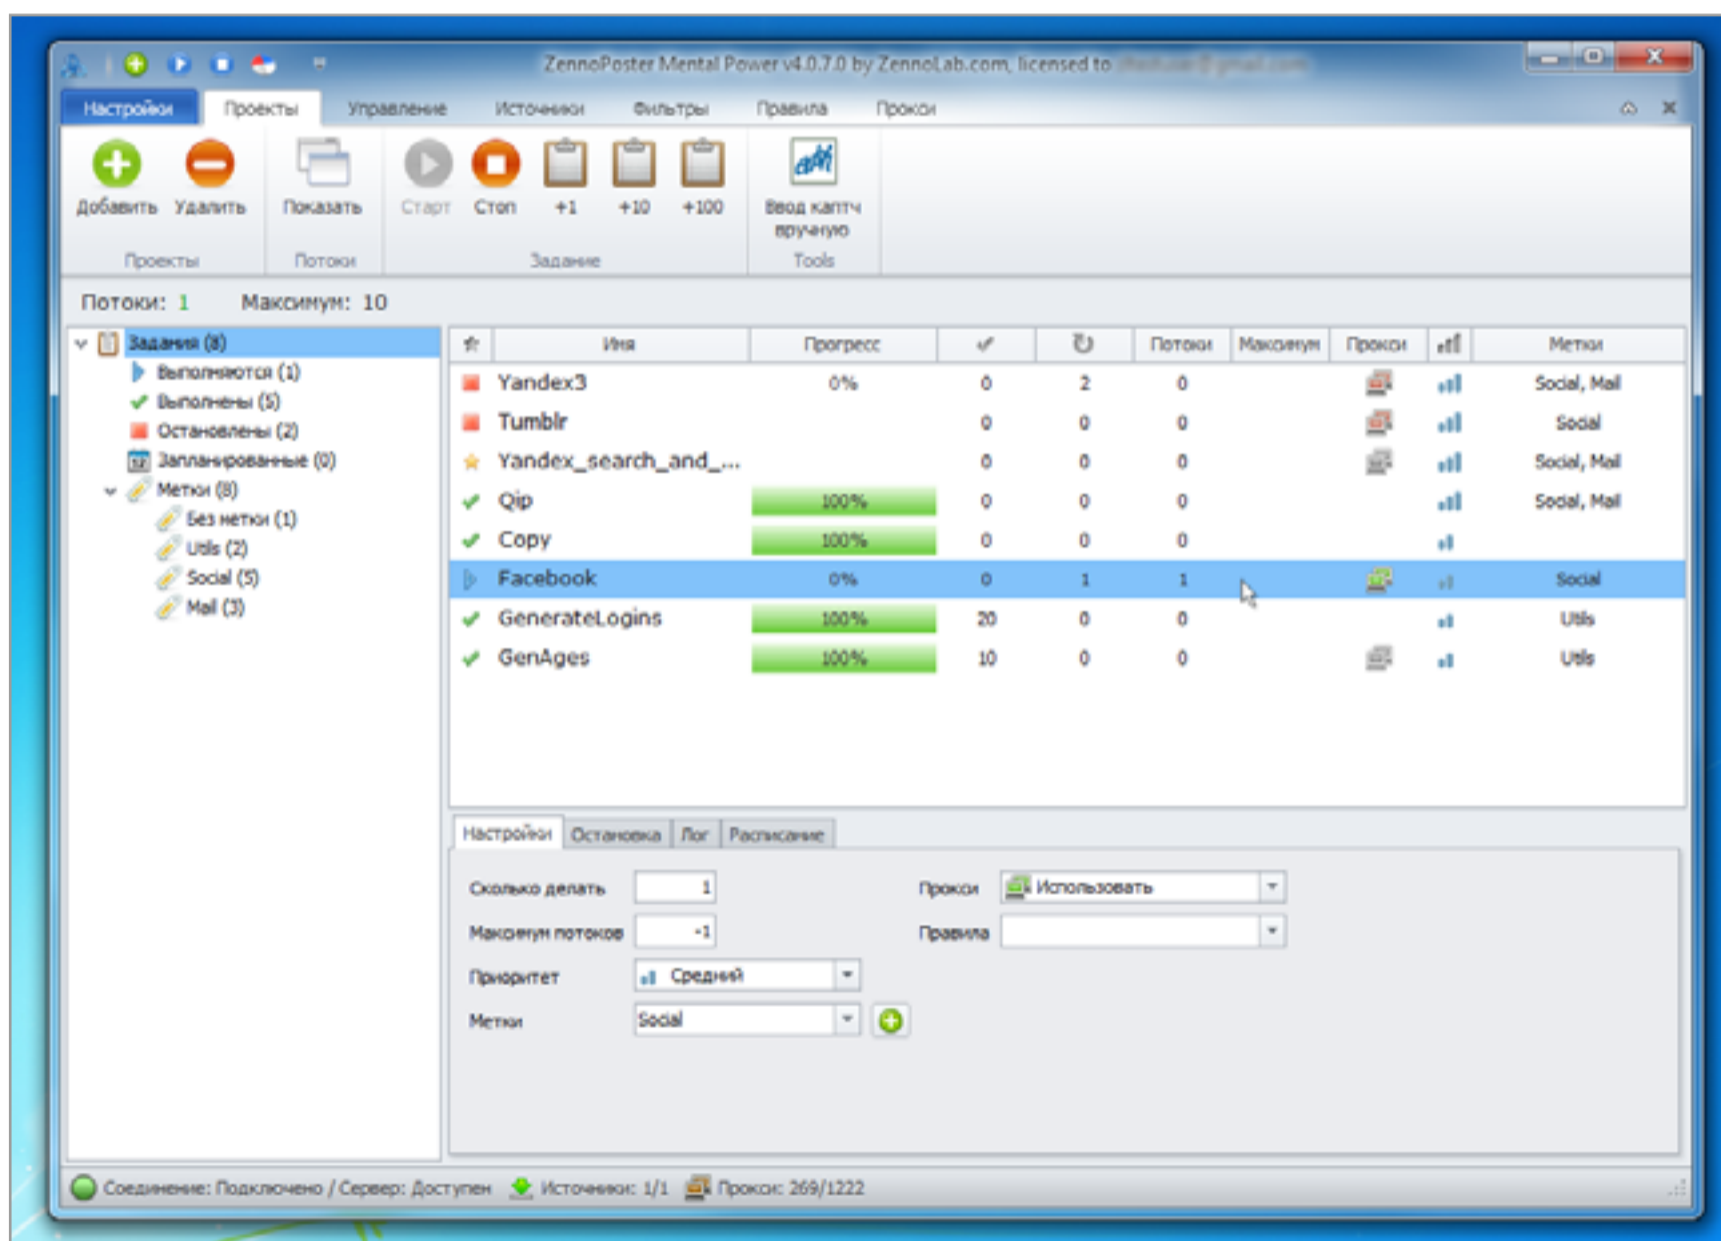 ZennoPoster Mental Power v4.0.7.0 by ZennoLab.com, licensed to
Настройки Проекты Управление Источники Фильтры Правила Прокси
Добавить Удалить Показать Старт Стоп +1 +10 +100 Ввод каптч вручную
Проекты Потоки Задание Tools
Потоки: 1 Максимум: 10
Задания (8)
Выполняются (1)
Выполнены (5)
Остановлены (2)
12 Запланированные (0)
Метки (8)
Без метки (1)
Utils (2)
Social (5)
Mail (3)
Имя Прогресс Потоки Максимум Прокси Метки
Yandex3 0% 0 2 0 Social, Mail
Tumblr 0 0 0 Social
Yandex_search_and_... 0 0 0 Social, Mail
Qip 100% 0 0 0 Social, Mail
Copy 100% 0 0 0
Facebook 0% 0 1 1 Social
GenerateLogins 100% 20 0 0 Utils
GenAges 100% 10 0 0 Utils
Настройки Остановка Лог Расписание
Сколько делать 1 Прокси Использовать
Максимум потоков -1 Правила
Приоритет Средний
Метки Social
Соединение: Подключено / Сервер: Доступен Источники: 1/1 Прокси: 269/1222